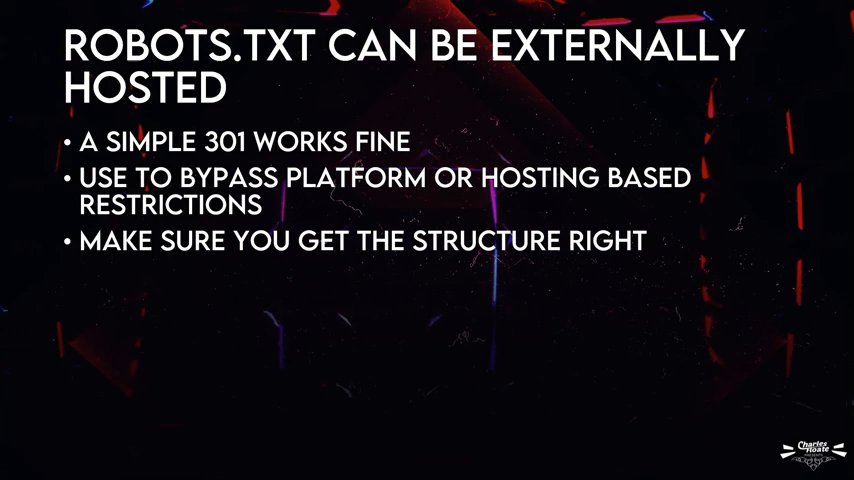 ROBOTS.TXT CAN BE EXTERNALLY
HOSTED
• A SIMPLE 301 WORKS FINE
• USE TO BYPASS PLATFORM OR HOSTING BASED
RESTRICTIONS
• MAKE SURE YOU GET THE STRUCTURE RIGHT
Charles
Floate
PRESENTS